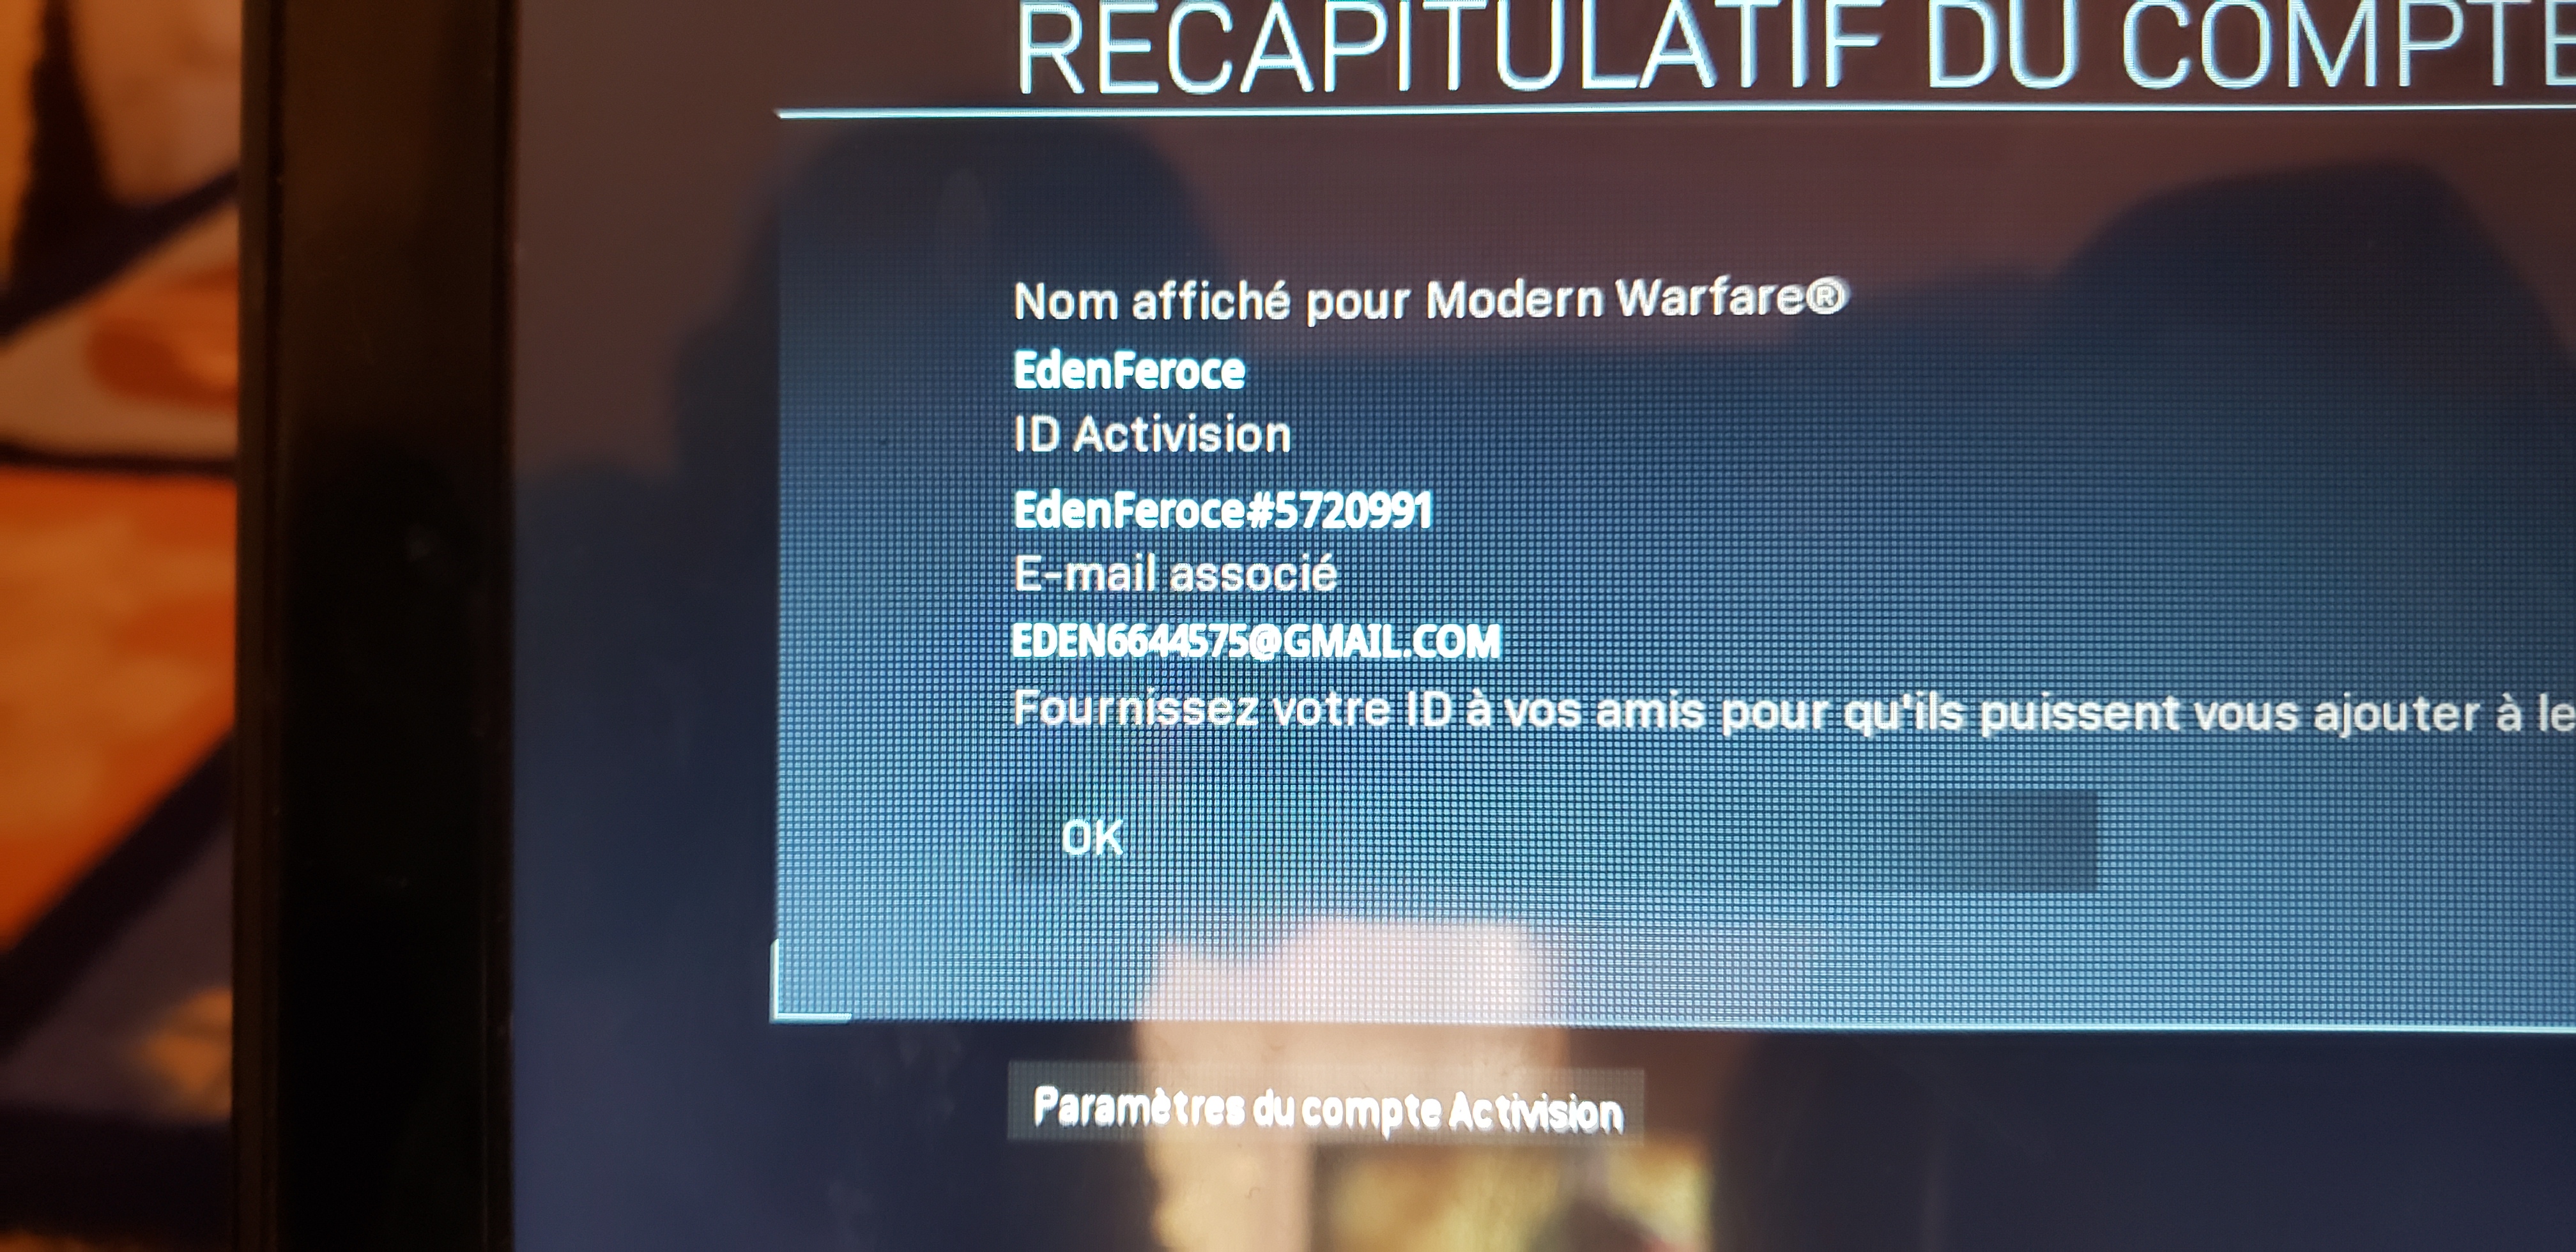 RECAPITULATIF DU COMPTE
Nom affiché pour Modern Warfare®
EdenFeroce
ID Activision
EdenFeroce#5720991
E-mail associé
EDEN6644575@GMAIL.COM
Fournissez votre ID à vos amis pour qu'ils puissent vous ajouter à le
OK
Paramètres du compte Activision